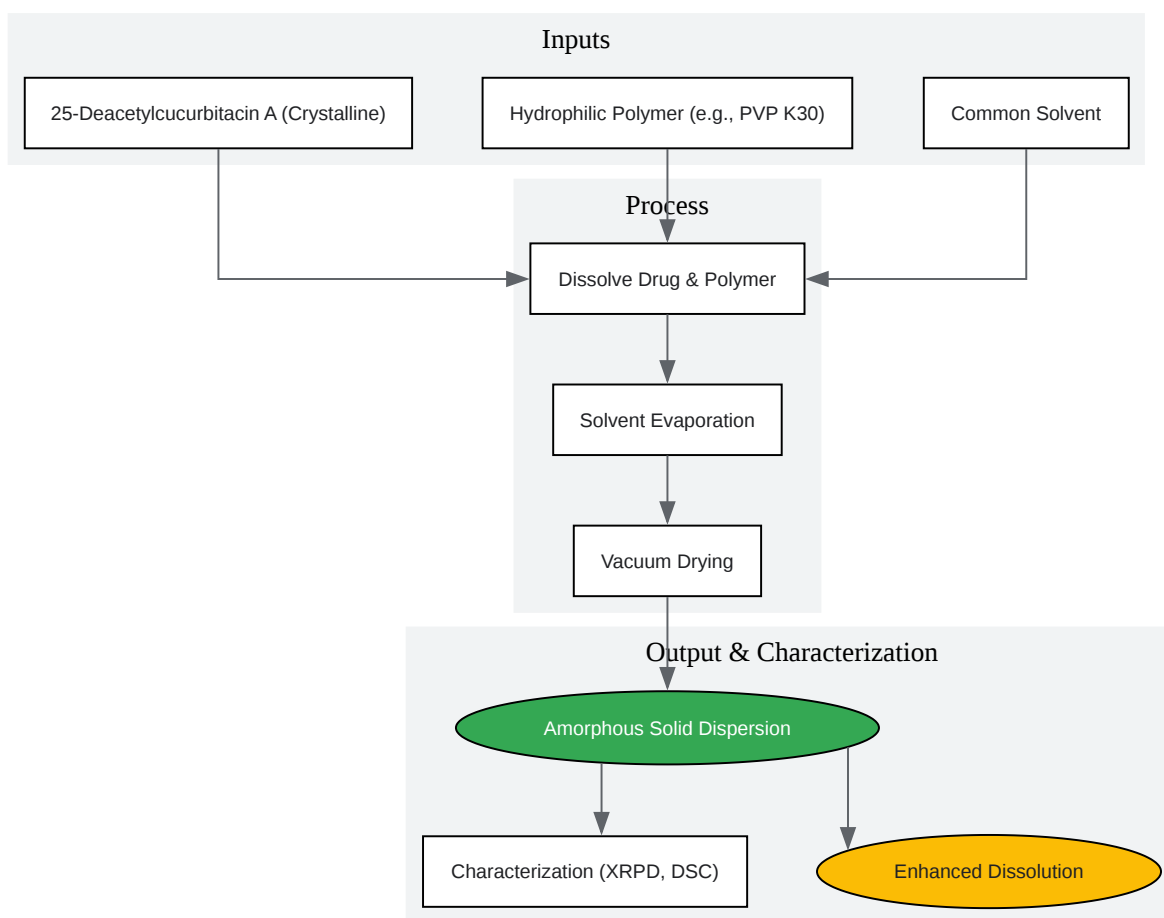 Inputs
25-Deacetylcucurbitacin A (Crystalline)
Hydrophilic Polymer (e.g., PVP K30)
Common Solvent
Process
Dissolve Drug & Polymer
Solvent Evaporation
Vacuum Drying
Output & Characterization
Amorphous Solid Dispersion
Characterization (XRPD, DSC)
Enhanced Dissolution